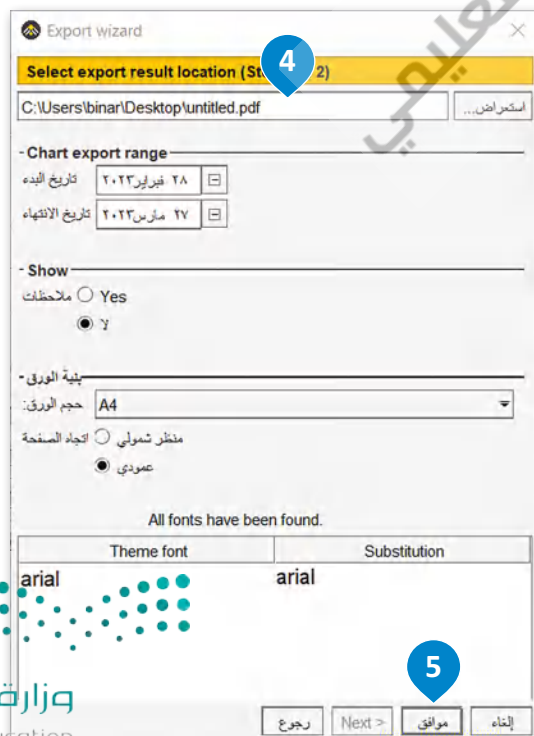 Export wizard
4
Select export result location (St 2)
C:\Users\binar\Desktop\untitled.pdf
استعراض...
Chart export range
تاريخ البدء ٢٨ فبراير٢٠٢٣
تاريخ الانتهاء ٢٧ مارس٢٠٢٣
Show
ملاحظات Yes
لا
بنية الورق
حجم الورق: A4
اتجاه الصفحة منظر شمولي
عمودي
All fonts have been found.
Theme font Substitution
arial arial
5
رجوع Next > موافق إلغاء
وزارة